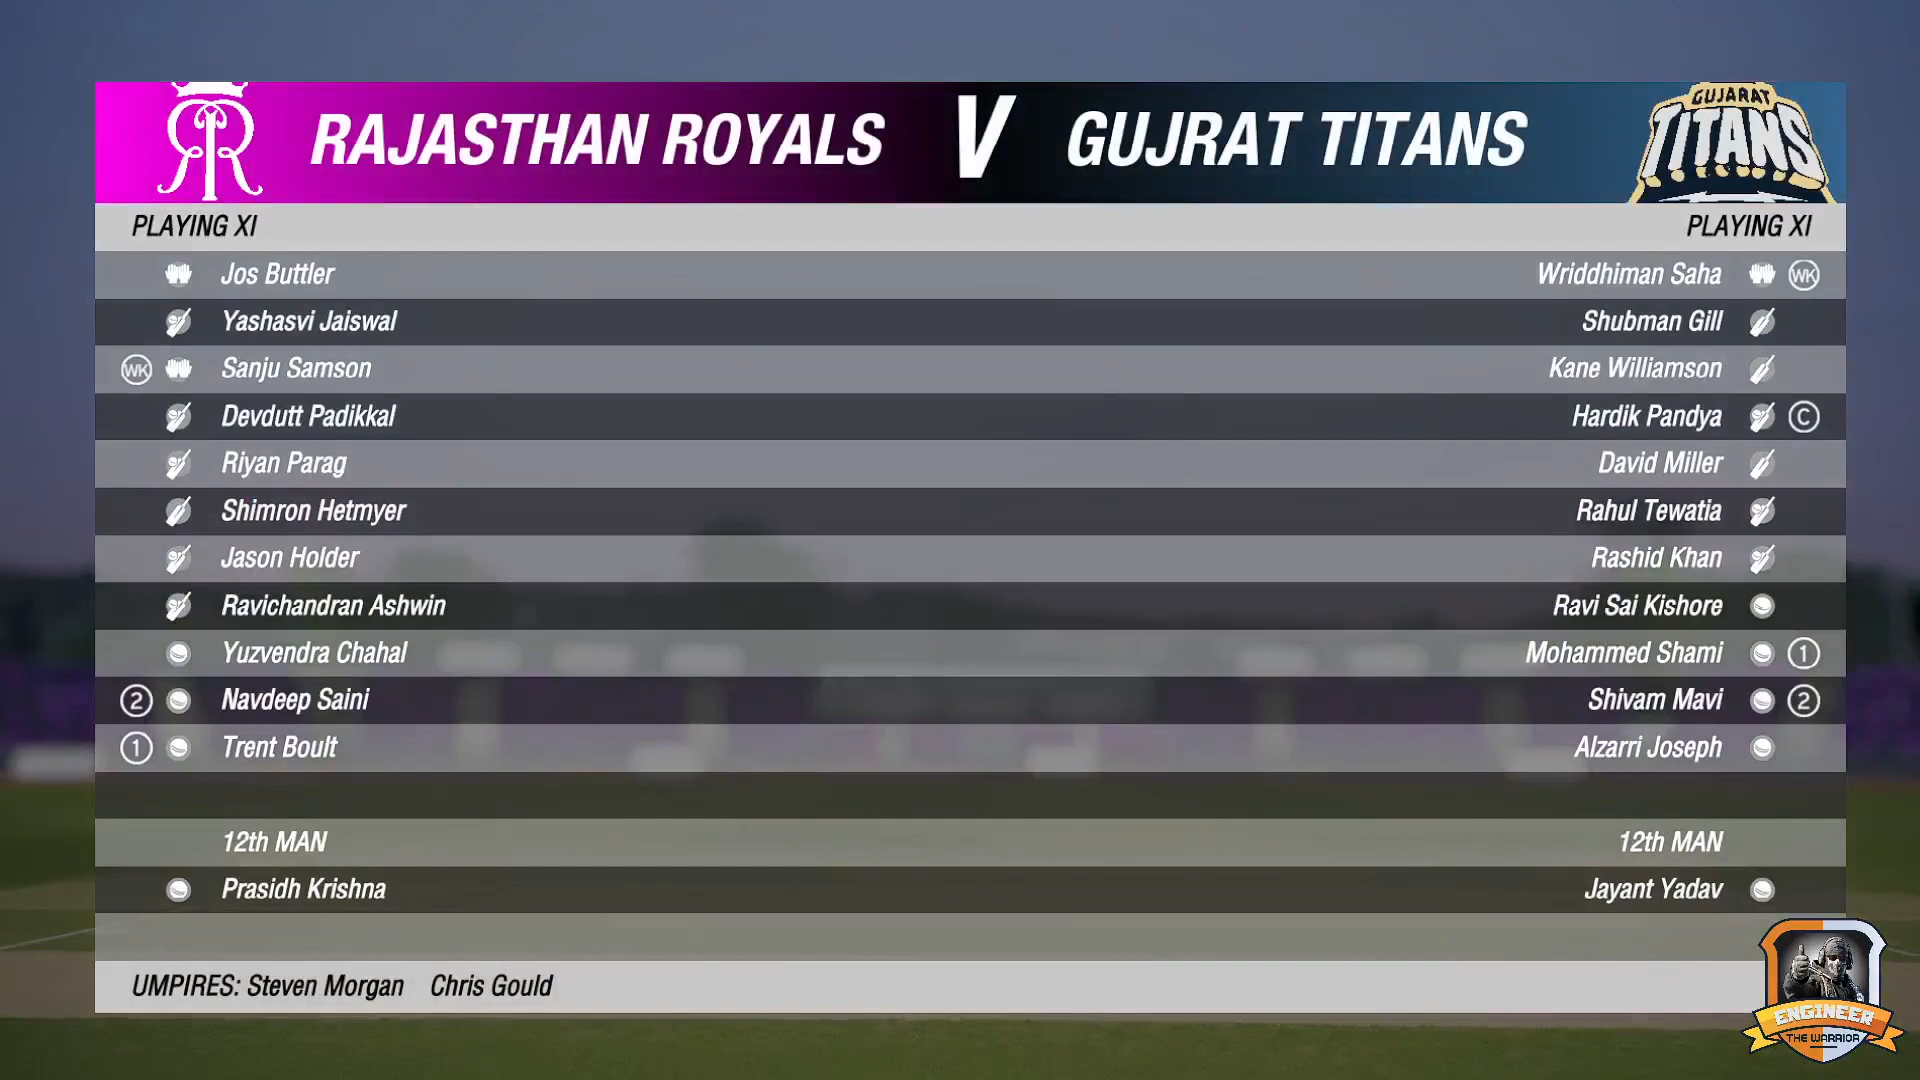 RAJASTHAN ROYALS V GUJRAT TITANS
GUJARAT
TITANS
PLAYING XI PLAYING XI
Jos Buttler Wriddhiman Saha WK
Yashasvi Jaiswal Shubman Gill
WK Sanju Samson Kane Williamson
Devdutt Padikkal Hardik Pandya C
Riyan Parag David Miller
Shimron Hetmyer Rahul Tewatia
Jason Holder Rashid Khan
Ravichandran Ashwin Ravi Sai Kishore
Yuzvendra Chahal Mohammed Shami 1
2 Navdeep Saini Shivam Mavi 2
1 Trent Boult Alzarri Joseph
12th MAN 12th MAN
Prasidh Krishna Jayant Yadav
UMPIRES: Steven Morgan Chris Gould
ENGINEER
THE WARRIOR